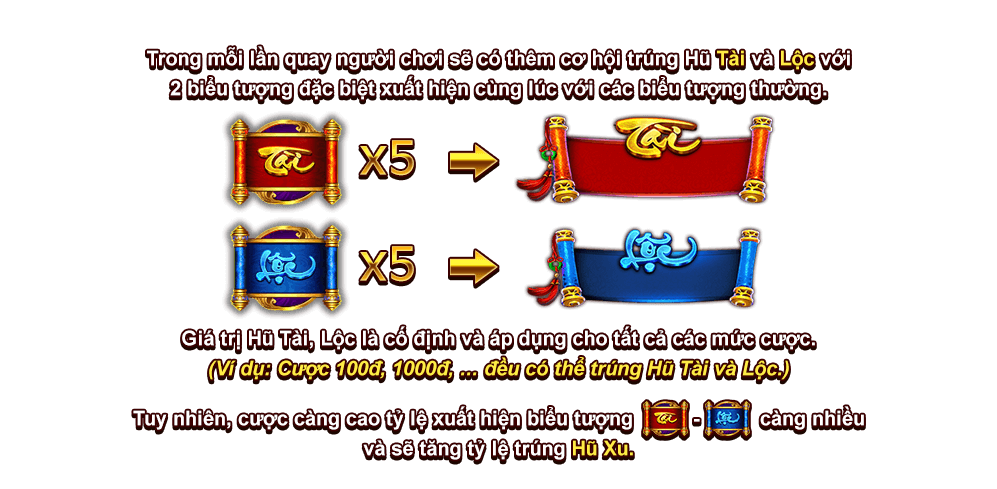 Trong mỗi lần quay người chơi sẽ có thêm cơ hội trúng Hũ Tài và Lộc với
2 biểu tượng đặc biệt xuất hiện cùng lúc với các biểu tượng thường.
Tài x5 Tài
Lộc x5 Lộc
Giá trị Hũ Tài, Lộc là cố định và áp dụng cho tất cả các mức cược.
(Ví dụ: Cược 100đ, 1000đ, ... đều có thể trúng Hũ Tài và Lộc.)
Tuy nhiên, cược càng cao tỷ lệ xuất hiện biểu tượng Tài - Lộc càng nhiều
và sẽ tăng tỷ lệ trúng Hũ Xu.